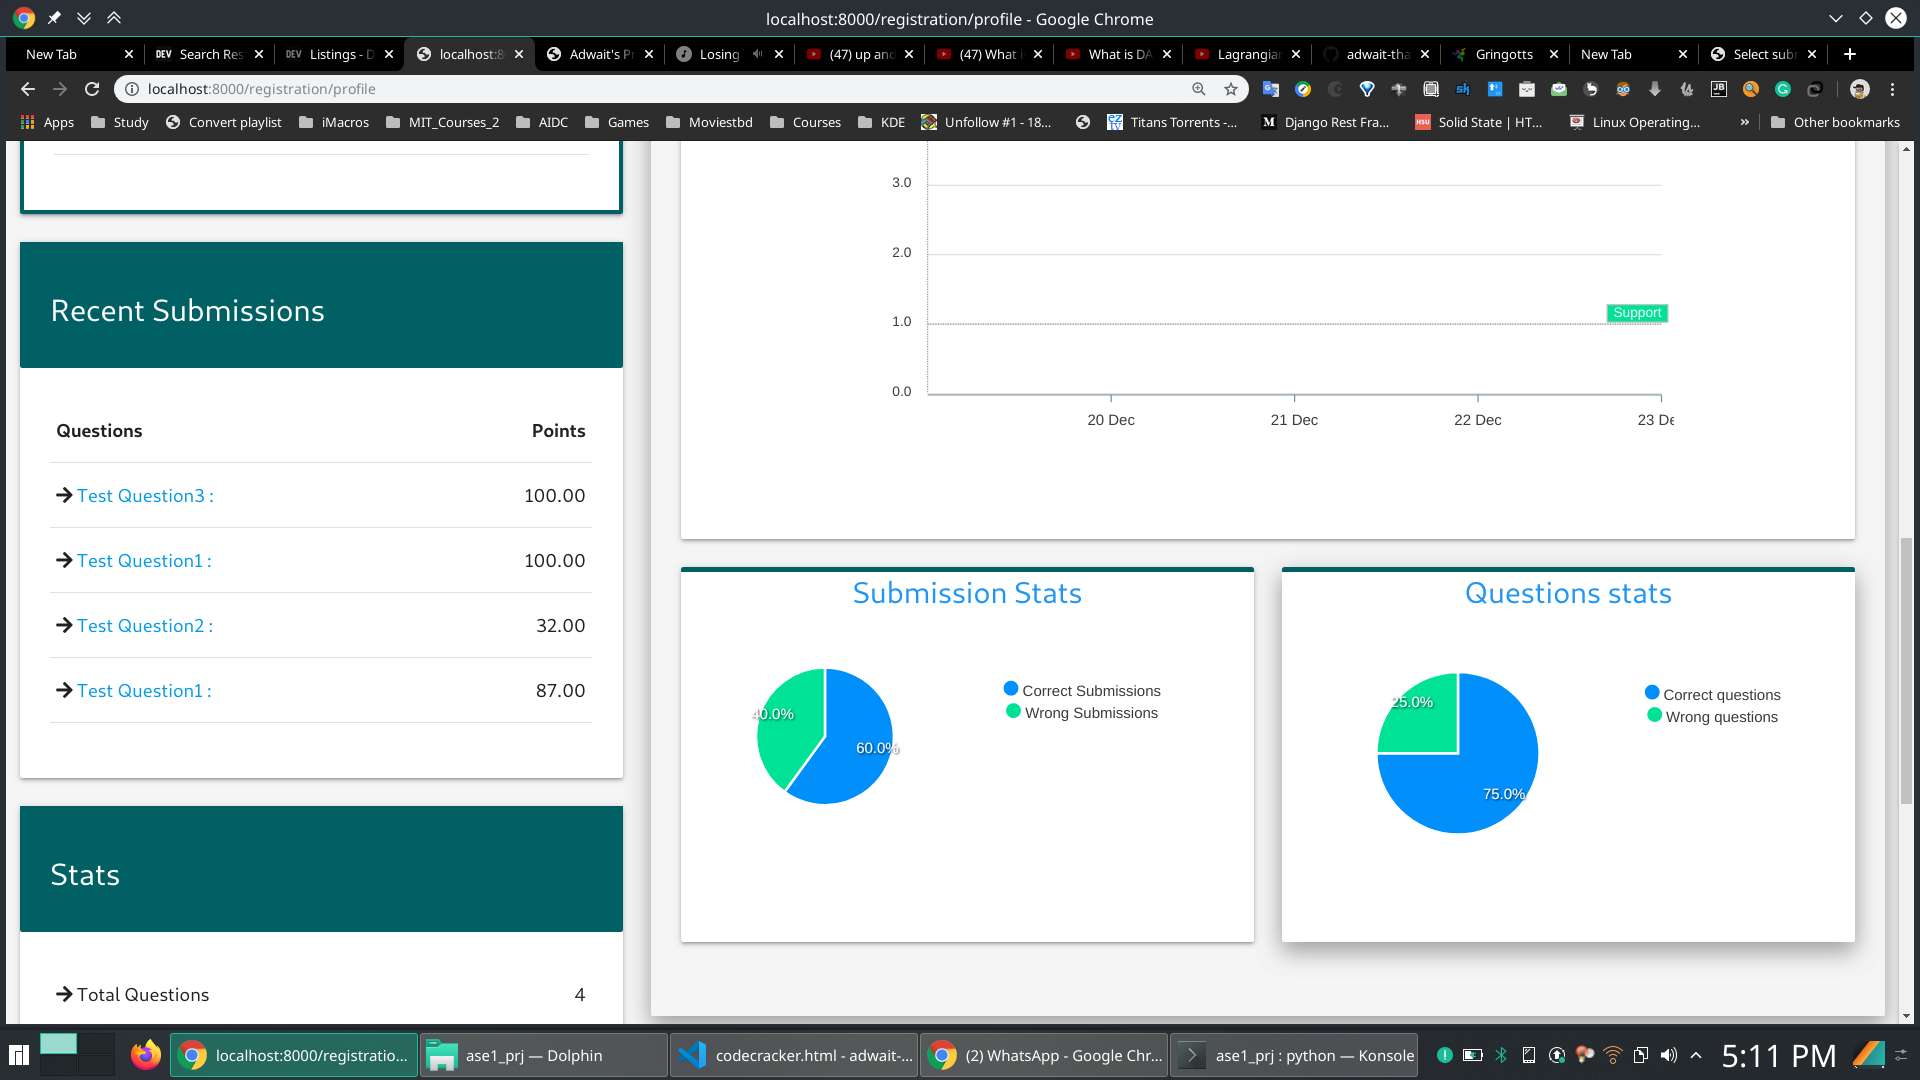 localhost:8000/registration/profile - Google Chrome
New Tab
DEV Search Res
DEV Listings - D
localhost:8
Adwait's Pr
Losing
(47) up and
(47) What i
What is DA
Lagrangian
adwait-tha
Gringotts
New Tab
Select subr
localhost:8000/registration/profile
Apps
Study
Convert playlist
iMacros
MIT_Courses_2
AIDC
Games
Moviestbd
Courses
KDE
Unfollow #1 - 18...
Titans Torrents -...
Django Rest Fra...
Solid State | HT...
Linux Operating...
»
Other bookmarks
3.0
2.0
1.0
0.0
Support
20 Dec
21 Dec
22 Dec
23 De
Recent Submissions
Questions Points
Test Question3 : 100.00
Test Question1 : 100.00
Test Question2 : 32.00
Test Question1 : 87.00
Submission Stats
40.0%
60.0%
Correct Submissions
Wrong Submissions
Questions stats
25.0%
75.0%
Correct questions
Wrong questions
Stats
Total Questions 4
localhost:8000/registratio...
ase1_prj — Dolphin
codecracker.html - adwait-...
(2) WhatsApp - Google Chr...
ase1_prj : python — Konsole
5:11 PM